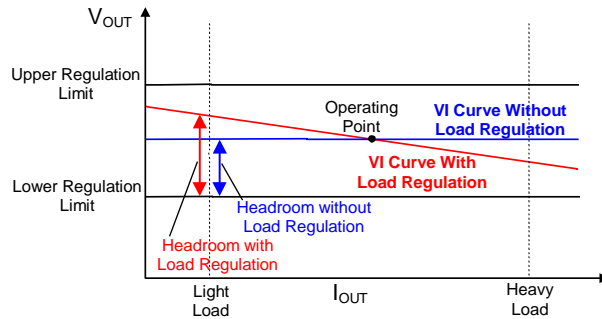 VOUT
Upper Regulation
Limit
Operating
Point
VI Curve Without
Load Regulation
VI Curve With
Load Regulation
Lower Regulation
Limit
Headroom without
Load Regulation
Headroom with
Load Regulation
Light
Load
IOUT
Heavy
Load